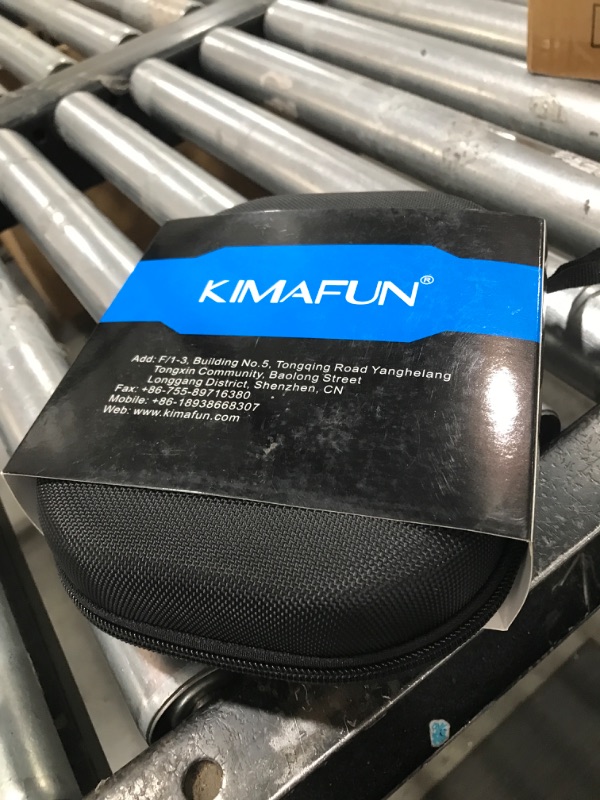 KIMAFUN®
Add: F/1-3, Building No.5, Tongqing Road Yanghelang
Tongxin Community, Baolong Street
Longgang District, Shenzhen, CN
Fax: +86-755-89716380
Mobile: +86-18938668307
Web: www.kimafun.com